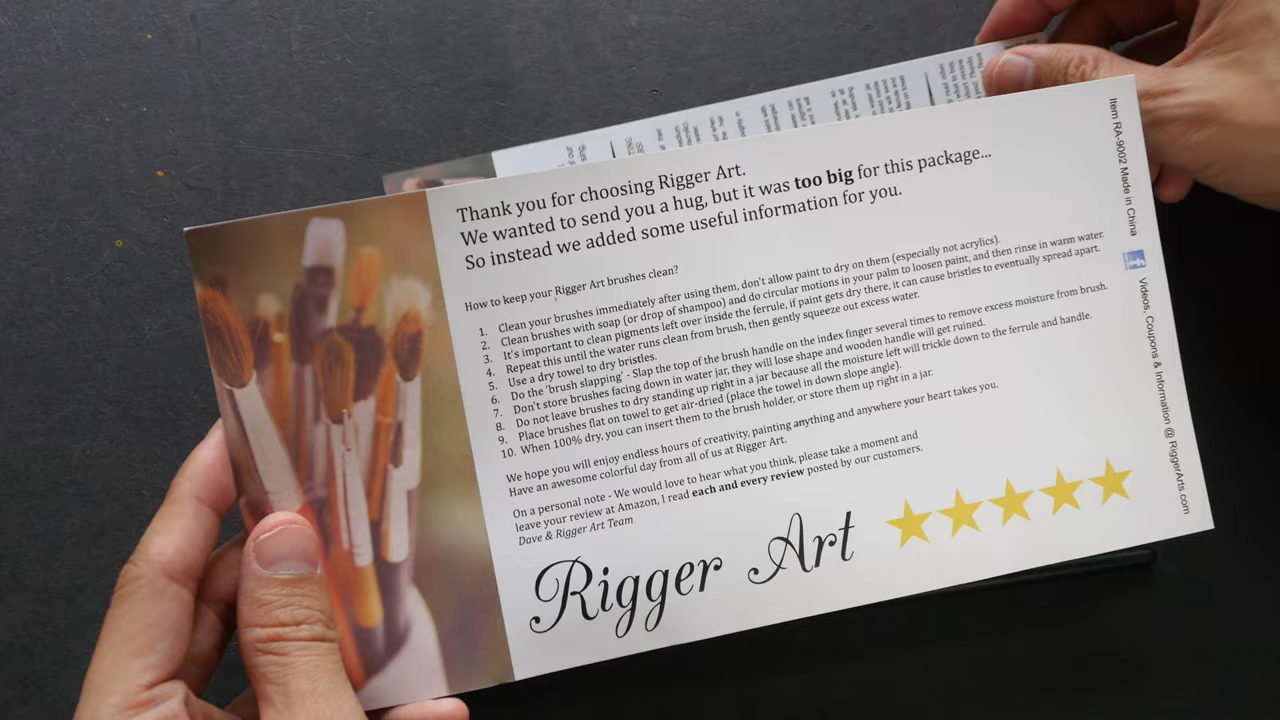 Thank you for choosing Rigger Art.
We wanted to send you a hug, but it was too big for this package...
So instead we added some useful information for you.
How to keep your Rigger Art brushes clean?
1. Clean your brushes immediately after using them, don't allow paint to dry on them (especially not acrylics).
2. Clean brushes with soap (or drop of shampoo) and do circular motions in your palm to loosen paint, and then rinse in warm water.
3. It's important to clean pigments left over inside the ferrule, if paint gets dry there, it can cause bristles to eventually spread apart.
4. Repeat this until the water runs clean from brush, then gently squeeze out excess water.
5. Use a dry towel to dry bristles.
6. Do the 'brush slapping' - Slap the top of the brush handle on the index finger several times to remove excess moisture from brush.
7. Don't store brushes facing down in water jar, they will lose shape and wooden handle will get ruined.
8. Do not leave brushes to dry standing up right in a jar because all the moisture left will trickle down to the ferrule and handle.
9. Place brushes flat on towel to get air-dried (place the towel in down slope angle).
10. When 100% dry, you can insert them to the brush holder, or store them up right in a jar.
We hope you will enjoy endless hours of creativity, painting anything and anywhere your heart takes you.
Have an awesome colorful day from all of us at Rigger Art.
On a personal note - We would love to hear what you think, please take a moment and
leave your review at Amazon, I read each and every review posted by our customers.
Dave & Rigger Art Team
Rigger Art
Item RA-9002 Made in China
Videos, Coupons & Information @ RiggerArts.com